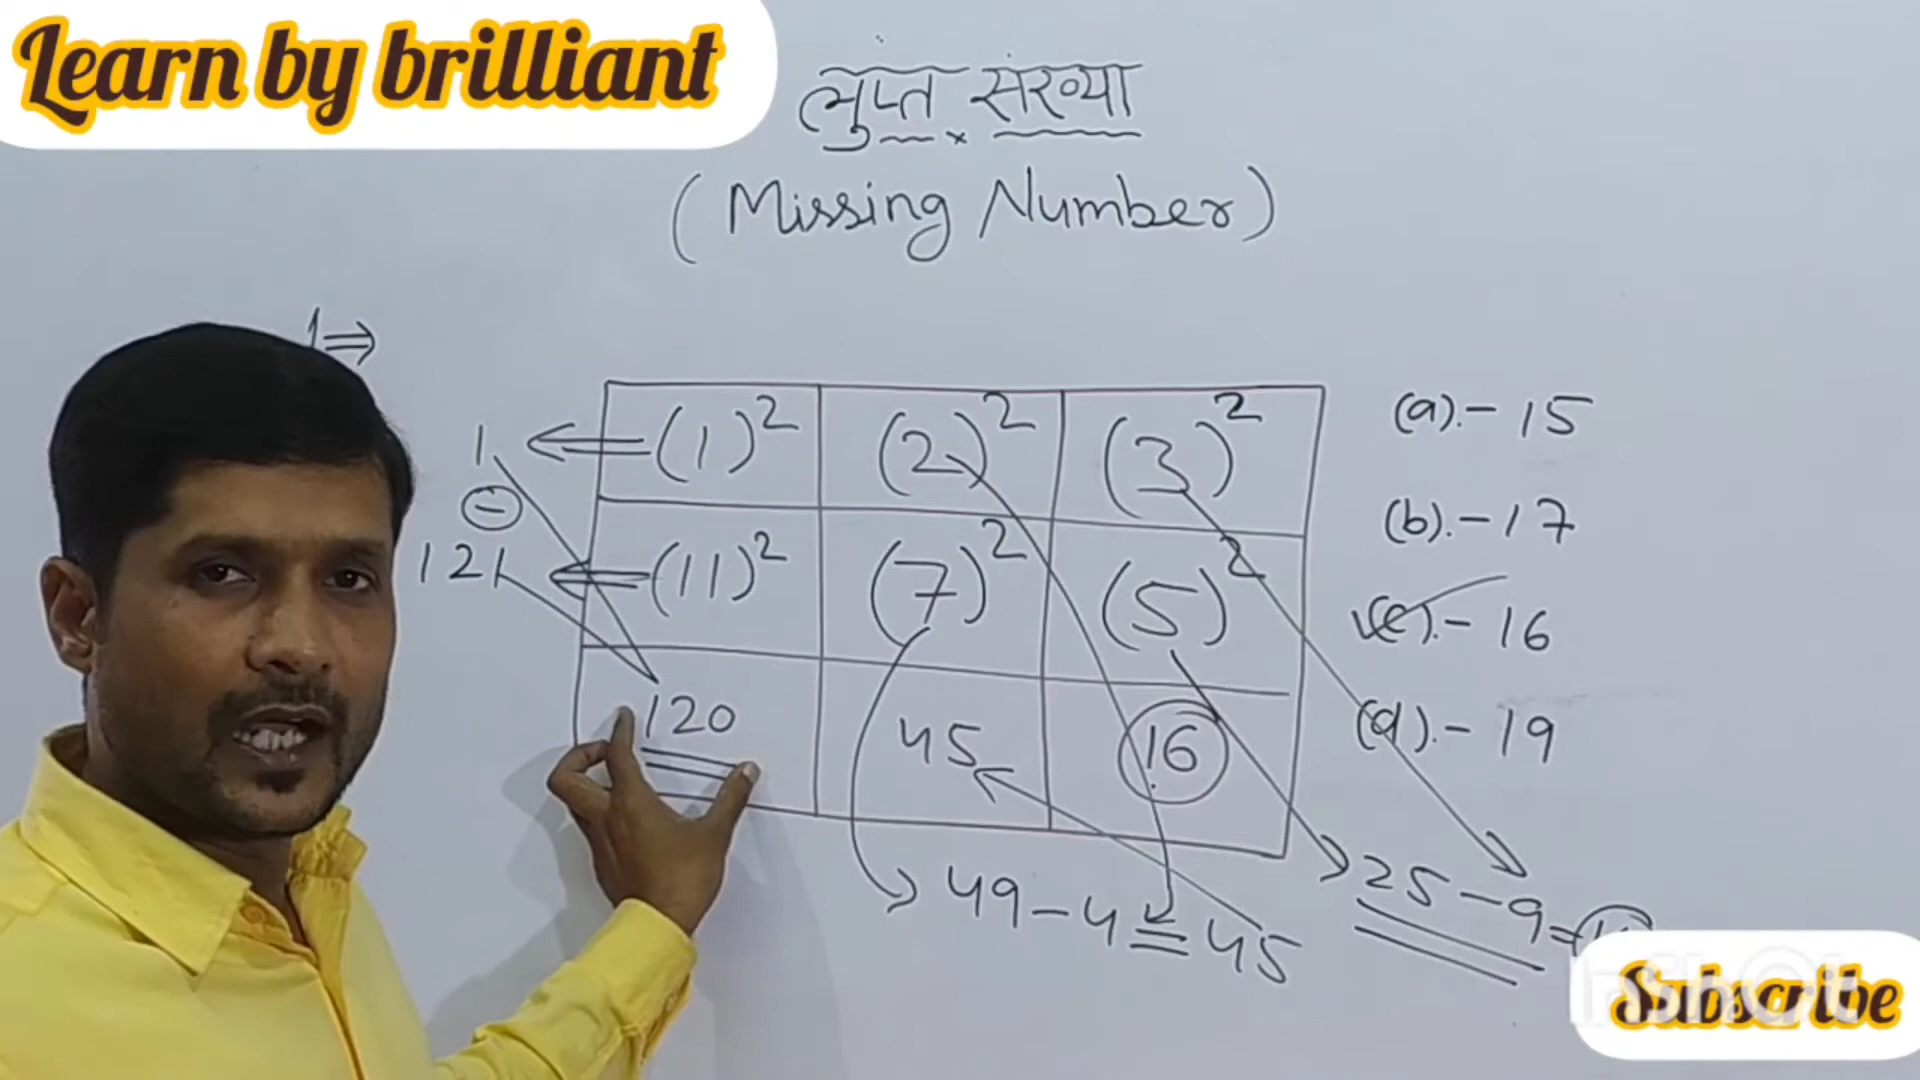 Learn by brilliant
लुप्त संख्या
(Missing Number)
1⇒
1 ⇐ (1)² (2)² (3)²
⊖
121 ⇐ (11)² (7)² (5)²
120 45 16
49 - 4 = 45
25 - 9 =
(a).- 15
(b).- 17
(c).- 16
(d).- 19
Subscribe